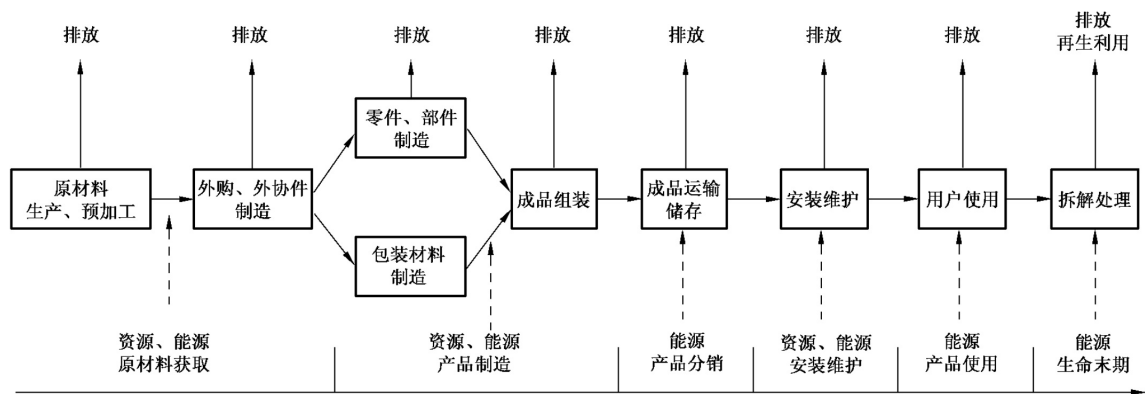 排放
排放
排放
排放
排放
排放
排放
排放
再生利用
零件、部件
制造
原材料
生产、预加工
外购、外协件
制造
成品组装
成品运输
储存
安装维护
用户使用
拆解处理
包装材料
制造
资源、能源
原材料获取
资源、能源
产品制造
能源
产品分销
资源、能源
安装维护
能源
产品使用
能源
生命末期